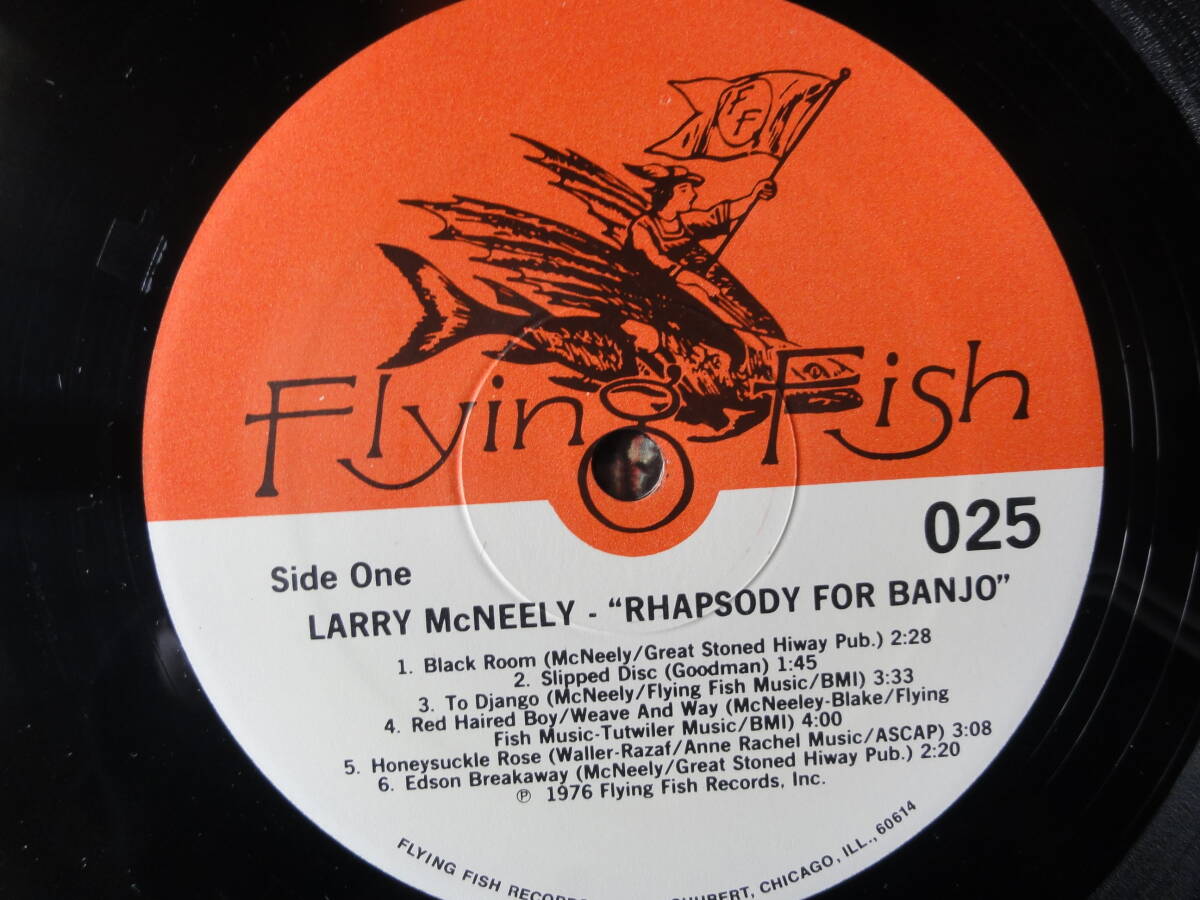 FF
Flying Fish
025
Side One
LARRY McNEELY - "RHAPSODY FOR BANJO"
1. Black Room (McNeely/Great Stoned Hiway Pub.) 2:28
2. Slipped Disc (Goodman) 1:45
3. To Django (McNeely/Flying Fish Music/BMI) 3:33
4. Red Haired Boy/Weave And Way (McNeeley-Blake/Flying
Fish Music-Tutwiler Music/BMI) 4:00
5. Honeysuckle Rose (Waller-Razaf/Anne Rachel Music/ASCAP) 3:08
6. Edson Breakaway (McNeely/Great Stoned Hiway Pub.) 2:20
℗ 1976 Flying Fish Records, Inc.
FLYING FISH CHICAGO, ILL., 60614